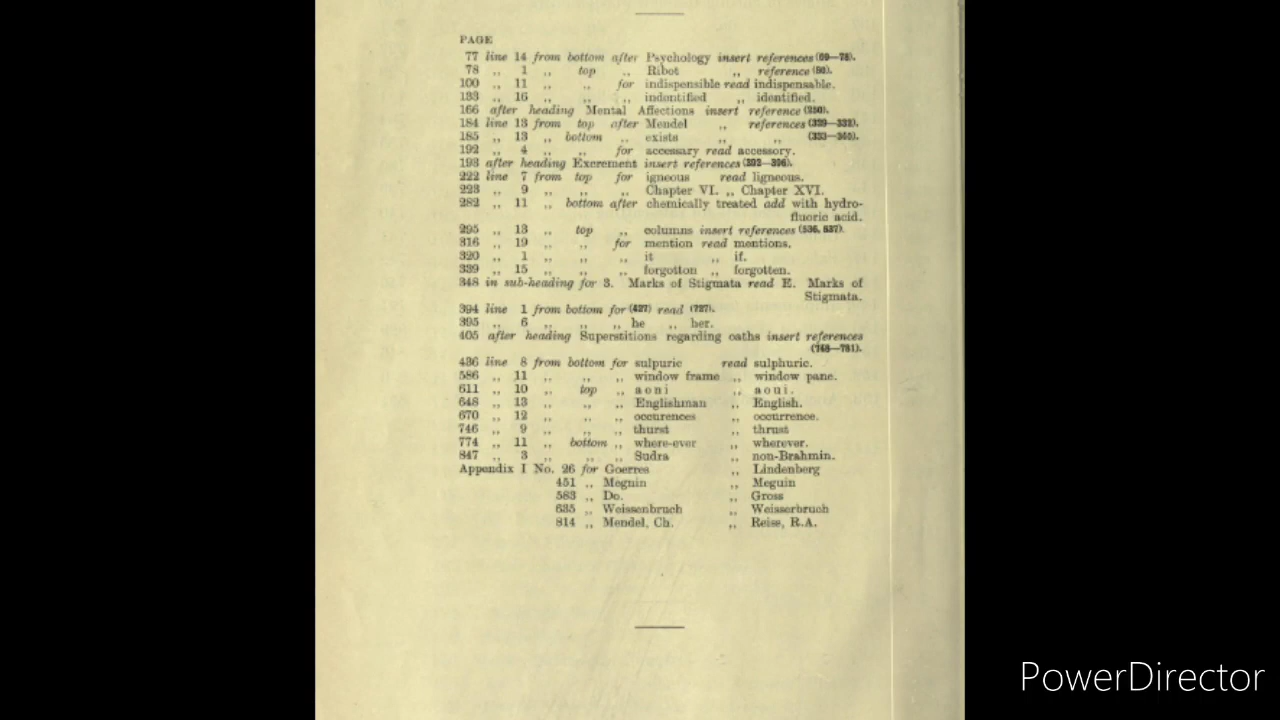 PAGE
77 line 14 from bottom after Psychology insert references (69—78).
78 ,, 1 ,, top ,, Ribot ,, reference (80).
100 ,, 11 ,, ,, for indispensible read indispensable.
133 ,, 16 ,, ,, ,, indentified ,, identified.
166 after heading Mental Affections insert reference (250).
184 line 13 from top after Mendel ,, references (329—332).
185 ,, 13 ,, bottom ,, exists ,, ,,
192 ,, 4 ,, ,, for accessary read accessory.
193 after heading Excrement insert references (392—396).
222 line 7 from top for igneous read ligneous.
223 ,, 9 ,, ,, ,, Chapter VI. ,, Chapter XVI.
282 ,, 11 ,, bottom after chemically treated add with hydro-
fluoric acid.
295 ,, 13 ,, top ,, columns insert references (536, 537).
316 ,, 19 ,, ,, for mention read mentions.
320 ,, 1 ,, ,, ,, it ,, if.
339 ,, 15 ,, ,, ,, forgotton ,, forgotten.
348 in sub-heading for 3. Marks of Stigmata read E. Marks of
Stigmata.
394 line 1 from bottom for (427) read (727).
395 ,, 6 ,, ,, ,, he ,, her.
405 after heading Superstitions regarding oaths insert references
436 line 8 from bottom for sulpuric read sulphuric.
586 ,, 11 ,, ,, ,, window frame ,, window pane.
611 ,, 10 ,, top ,, a o n i ,, a o u i .
648 ,, 13 ,, ,, ,, Englishman ,, English.
670 ,, 12 ,, ,, ,, occurences ,, occurrence.
746 ,, 9 ,, ,, ,, thurst ,, thrust
774 ,, 11 ,, bottom ,, where-ever ,, wherever.
847 ,, 3 ,, ,, ,, Sudra ,, non-Brahmin.
Appendix I No. 26 for Goerres ,, Lindenberg
451 ,, Megnin ,, Meguin
583 ,, Do. ,, Gross
635 ,, Weissenbruch ,, Weisserbruch
814 ,, Mendel, Ch. ,, Reiss, R.A.
PowerDirector